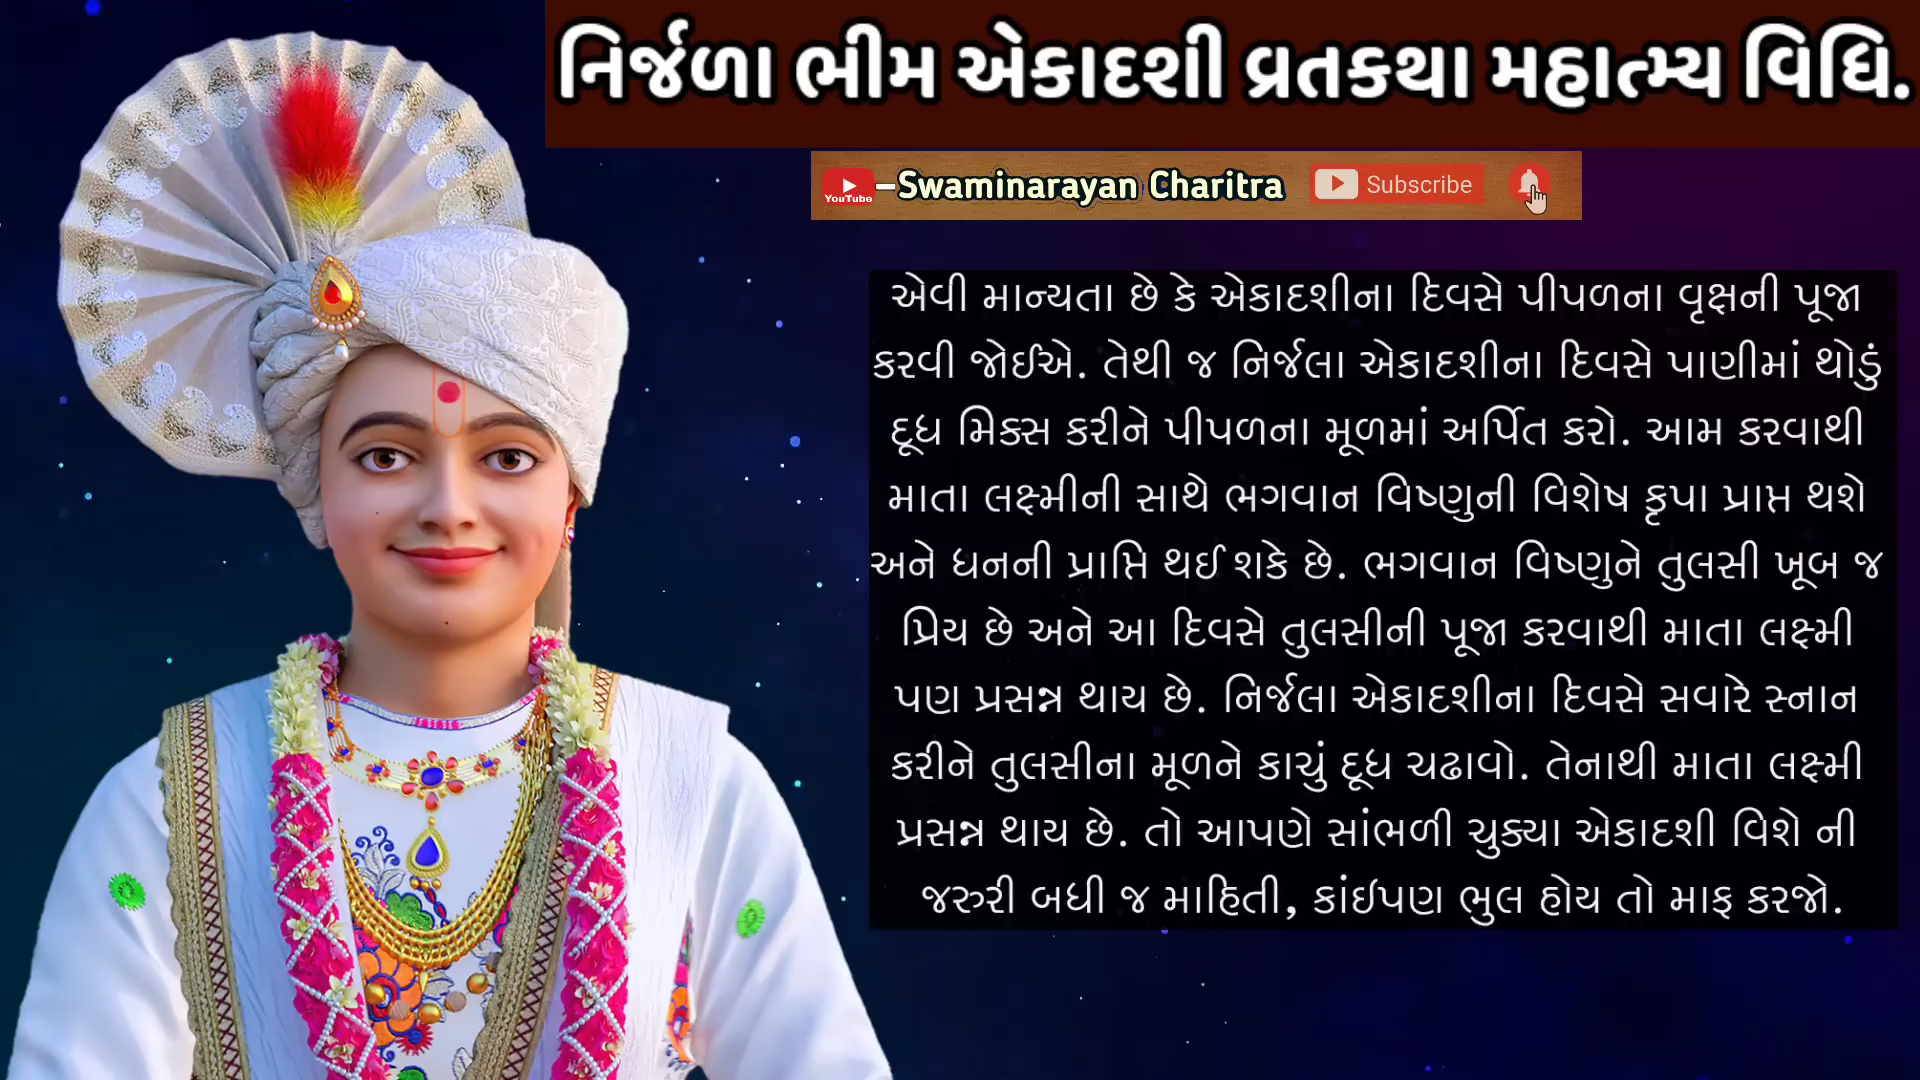 નિર્જળા ભીમ એકાદશી વ્રતકથા મહાત્મ્ય વિધિ.
YouTube –Swaminarayan Charitra Subscribe
એવી માન્યતા છે કે એકાદશીના દિવસે પીપળના વૃક્ષની પૂજા
કરવી જોઈએ. તેથી જ નિર્જલા એકાદશીના દિવસે પાણીમાં થોડું
દૂધ મિક્સ કરીને પીપળના મૂળમાં અર્પિત કરો. આમ કરવાથી
માતા લક્ષ્મીની સાથે ભગવાન વિષ્ણુની વિશેષ કૃપા પ્રાપ્ત થશે
અને ધનની પ્રાપ્તિ થઈ શકે છે. ભગવાન વિષ્ણુને તુલસી ખૂબ જ
પ્રિય છે અને આ દિવસે તુલસીની પૂજા કરવાથી માતા લક્ષ્મી
પણ પ્રસન્ન થાય છે. નિર્જલા એકાદશીના દિવસે સવારે સ્નાન
કરીને તુલસીના મૂળને કાચું દૂધ ચઢાવો. તેનાથી માતા લક્ષ્મી
પ્રસન્ન થાય છે. તો આપણે સાંભળી ચુક્યા એકાદશી વિશે ની
જરુરી બધી જ માહિતી, કાંઇપણ ભુલ હોય તો માફ કરજો.